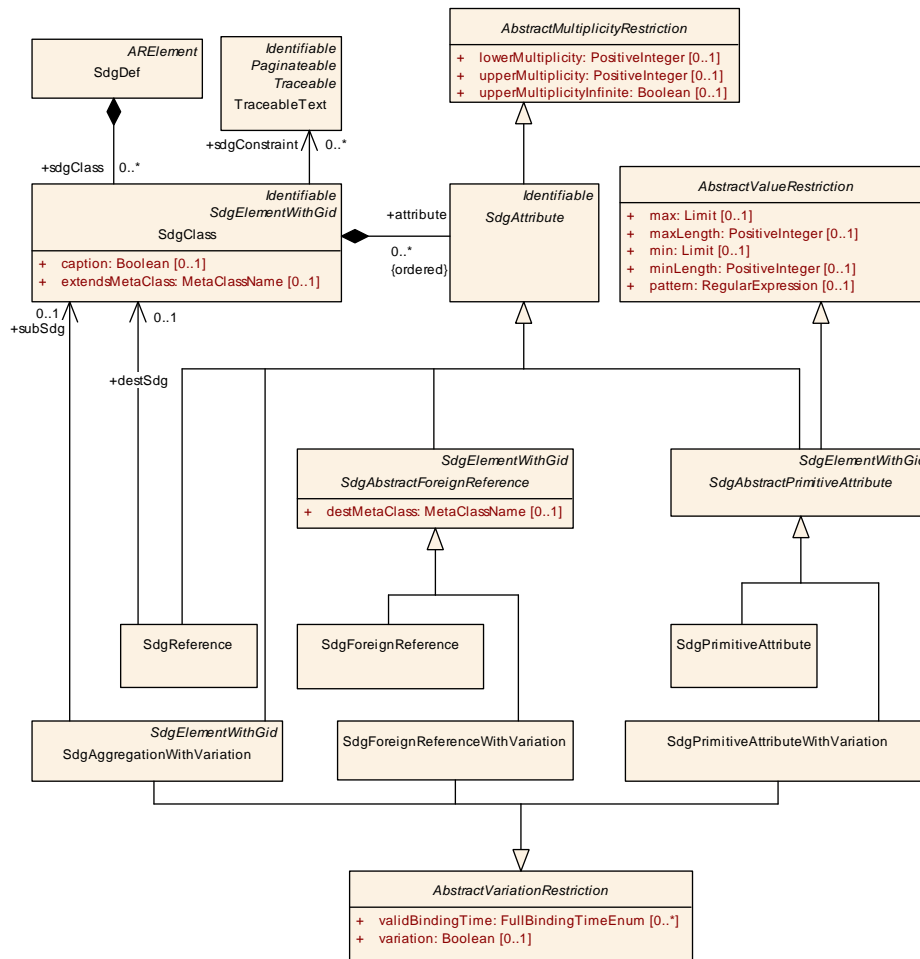 ARElement
SdgDef
Identifiable
Paginateable
Traceable
TraceableText
AbstractMultiplicityRestriction
+ lowerMultiplicity: PositiveInteger [0..1]
+ upperMultiplicity: PositiveInteger [0..1]
+ upperMultiplicityInfinite: Boolean [0..1]
+sdgClass
0..*
+sdgConstraint
0..*
Identifiable
SdgElementWithGid
SdgClass
+ caption: Boolean [0..1]
+ extendsMetaClass: MetaClassName [0..1]
+attribute
0..*
{ordered}
Identifiable
SdgAttribute
AbstractValueRestriction
+ max: Limit [0..1]
+ maxLength: PositiveInteger [0..1]
+ min: Limit [0..1]
+ minLength: PositiveInteger [0..1]
+ pattern: RegularExpression [0..1]
0..1
+subSdg
0..1
+destSdg
SdgElementWithGid
SdgAbstractForeignReference
+ destMetaClass: MetaClassName [0..1]
SdgElementWithGid
SdgAbstractPrimitiveAttribute
SdgReference
SdgForeignReference
SdgPrimitiveAttribute
SdgElementWithGid
SdgAggregationWithVariation
SdgForeignReferenceWithVariation
SdgPrimitiveAttributeWithVariation
AbstractVariationRestriction
+ validBindingTime: FullBindingTimeEnum [0..*]
+ variation: Boolean [0..1]